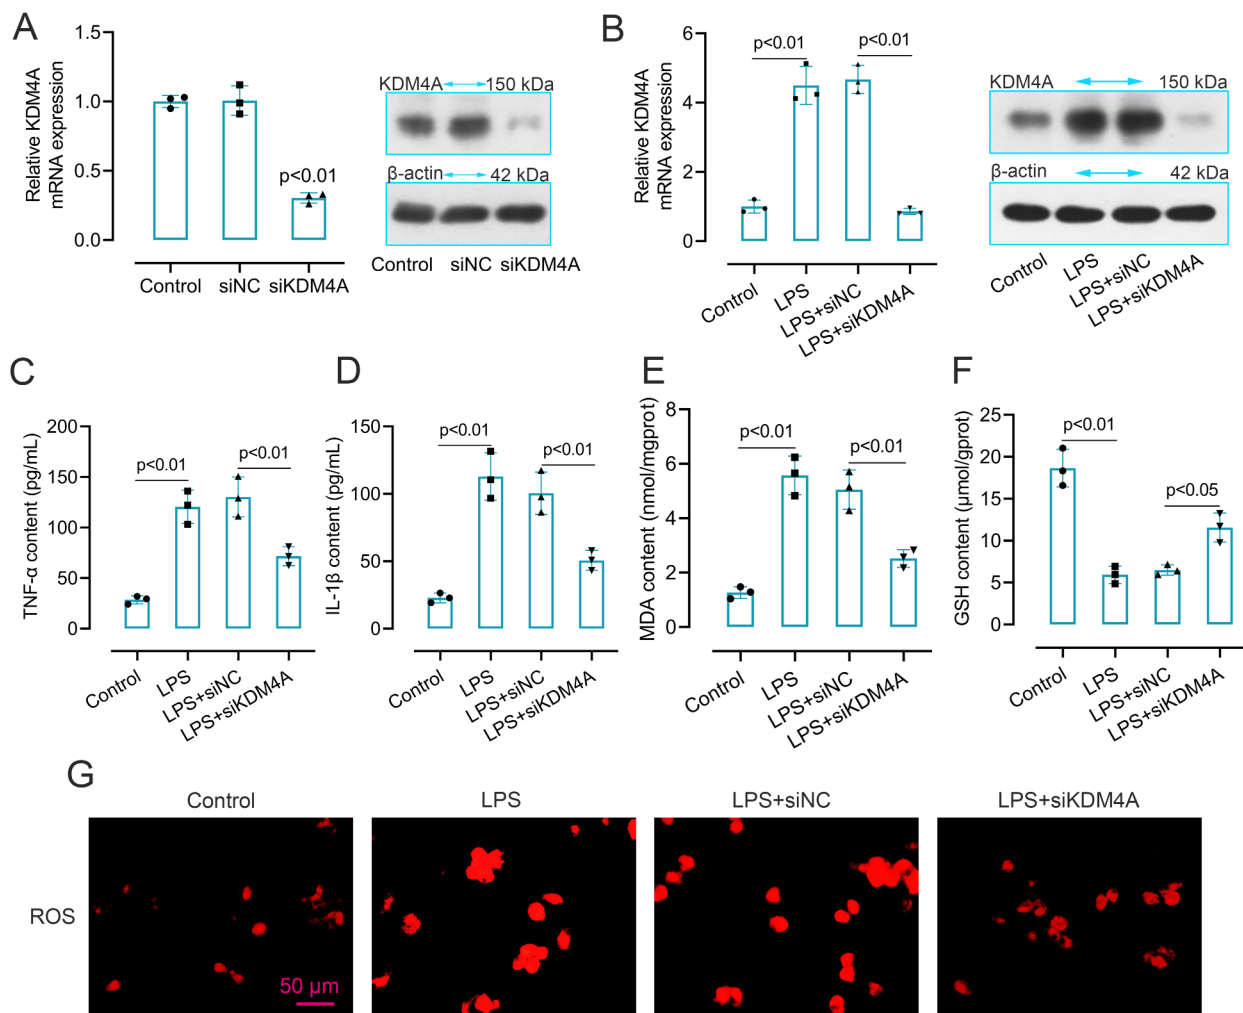 A
Relative KDM4A
mRNA expression
1.5
1.0
0.5
0.0
p<0.01
Control
siNC
siKDM4A
KDM4A
150 kDa
β-actin
42 kDa
Control
siNC
siKDM4A
B
Relative KDM4A
mRNA expression
6
4
2
0
p<0.01
p<0.01
Control
LPS
LPS+siNC
LPS+siKDM4A
KDM4A
150 kDa
β-actin
42 kDa
Control
LPS
LPS+siNC
LPS+siKDM4A
C
TNF-α content (pg/mL)
200
150
100
50
0
p<0.01
p<0.01
Control
LPS
LPS+siNC
LPS+siKDM4A
D
IL-1β content (pg/mL)
150
100
50
0
p<0.01
p<0.01
Control
LPS
LPS+siNC
LPS+siKDM4A
E
MDA content (nmol/mgprot)
8
6
4
2
0
p<0.01
p<0.01
Control
LPS
LPS+siNC
LPS+siKDM4A
F
GSH content (μmol/gprot)
25
20
15
10
5
0
p<0.01
p<0.05
Control
LPS
LPS+siNC
LPS+siKDM4A
G
Control
LPS
LPS+siNC
LPS+siKDM4A
ROS
50 μm